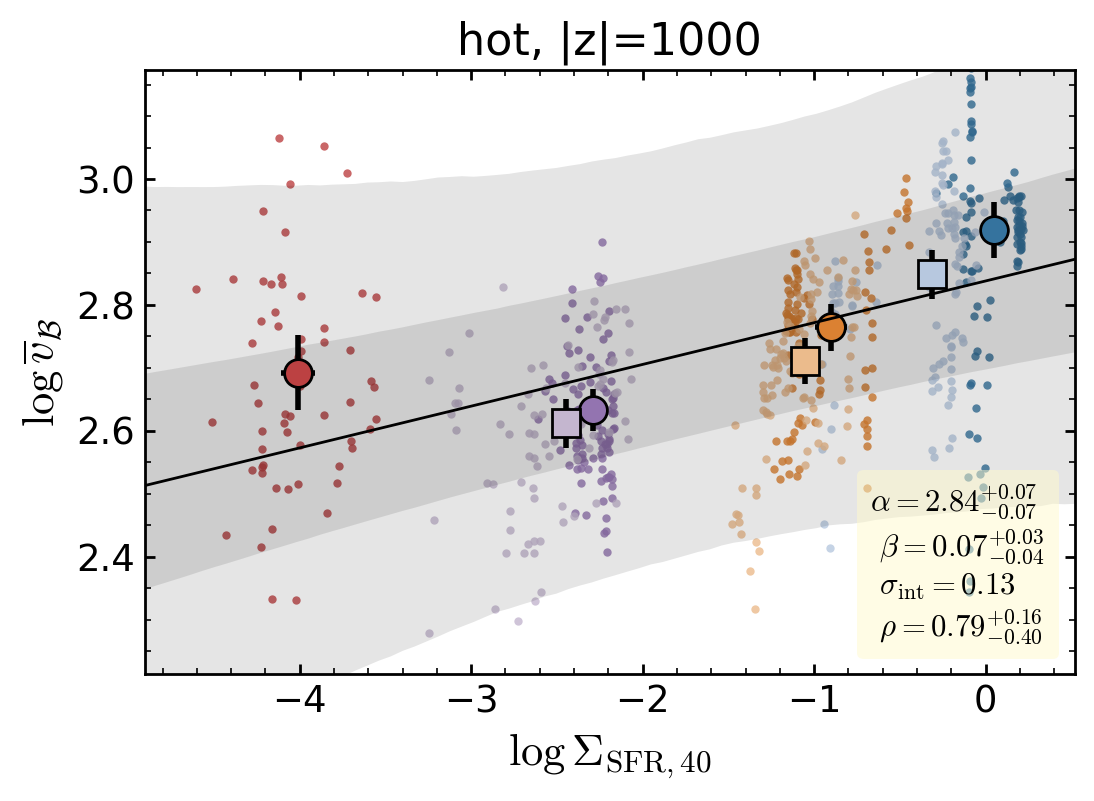 hot, |z|=1000
log v̅_ℬ
3.0
2.8
2.6
2.4
α = 2.84^{+0.07}_{−0.07}
β = 0.07^{+0.03}_{−0.04}
σ_int = 0.13
ρ = 0.79^{+0.16}_{−0.40}
−4 −3 −2 −1 0
log Σ_{SFR, 40}